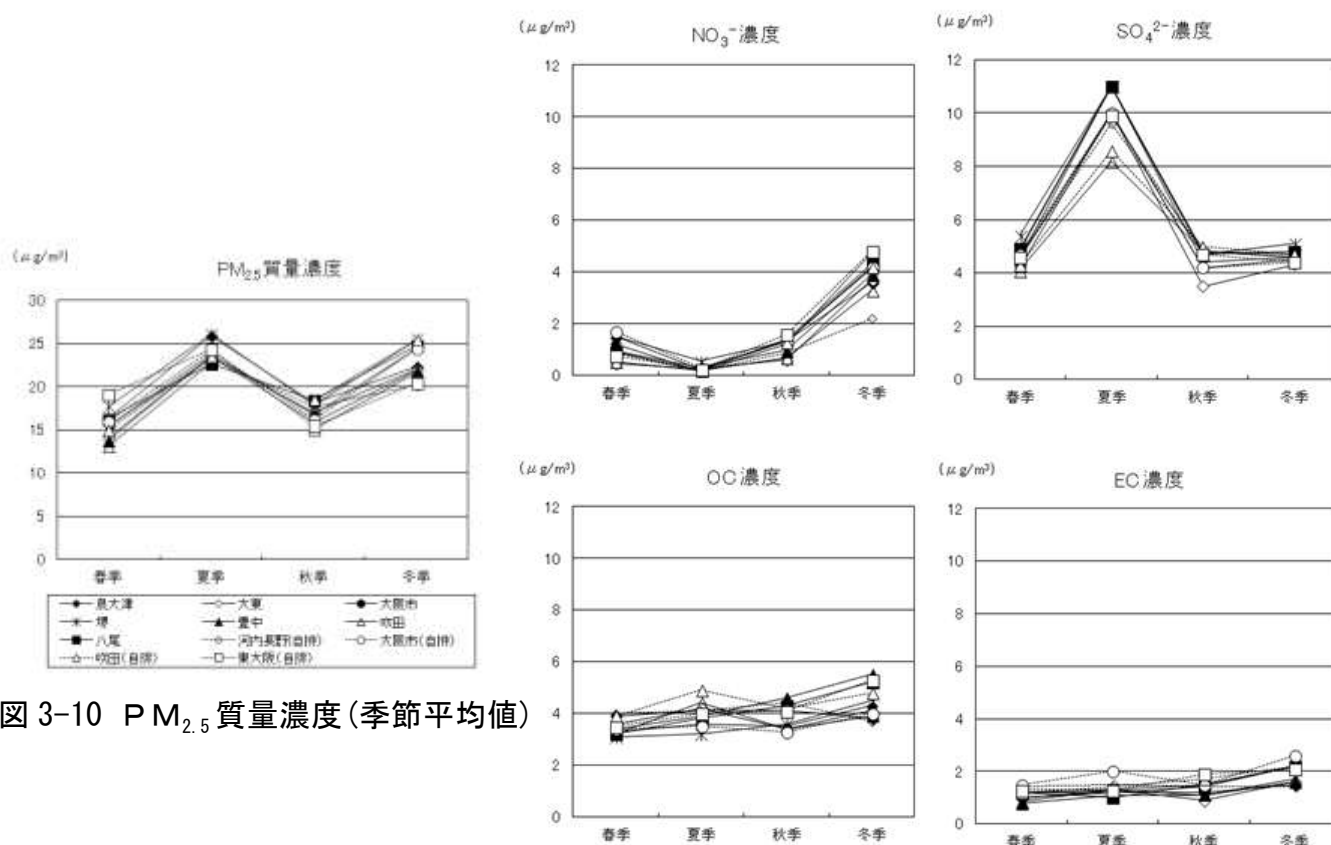 (μg/m³)
PM₂.₅質量濃度
30
25
20
15
10
5
0
春季 夏季 秋季 冬季
泉大津 大東 大阪市
堺 豊中 吹田
八尾 河内長野(自排) 大阪市(自排)
吹田(自排) 東大阪(自排)
図 3-10 PM₂.₅質量濃度(季節平均値)
(μg/m³)
NO₃⁻濃度
12
10
8
6
4
2
0
春季 夏季 秋季 冬季
(μg/m³)
SO₄²⁻濃度
12
10
8
6
4
2
0
春季 夏季 秋季 冬季
(μg/m³)
OC濃度
12
10
8
6
4
2
0
春季 夏季 秋季 冬季
(μg/m³)
EC濃度
12
10
8
6
4
2
0
春季 夏季 秋季 冬季